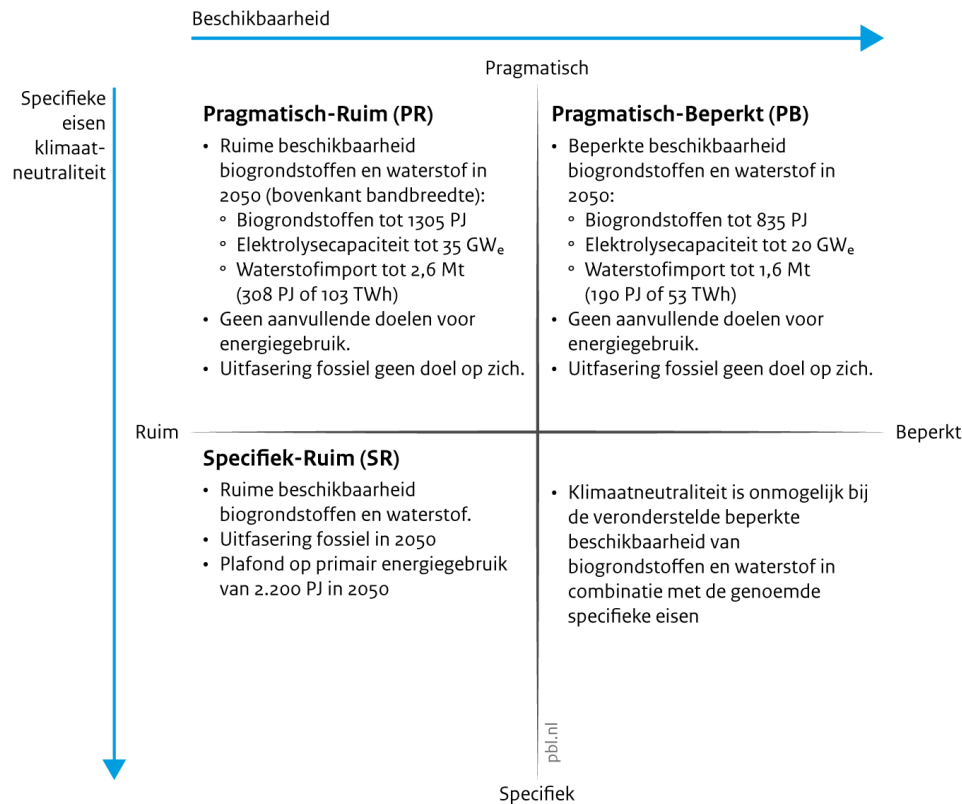 Beschikbaarheid
Pragmatisch
Specifieke
eisen
klimaat-
neutraliteit
Pragmatisch-Ruim (PR)
• Ruime beschikbaarheid
biogrondstoffen en waterstof in
2050 (bovenkant bandbreedte):
° Biogrondstoffen tot 1305 PJ
° Elektrolysecapaciteit tot 35 GWₑ
° Waterstofimport tot 2,6 Mt
(308 PJ of 103 TWh)
• Geen aanvullende doelen voor
energiegebruik.
• Uitfasering fossiel geen doel op zich.
Pragmatisch-Beperkt (PB)
• Beperkte beschikbaarheid
biogrondstoffen en waterstof in
2050:
° Biogrondstoffen tot 835 PJ
° Elektrolysecapaciteit tot 20 GWₑ
° Waterstofimport tot 1,6 Mt
(190 PJ of 53 TWh)
• Geen aanvullende doelen voor
energiegebruik.
• Uitfasering fossiel geen doel op zich.
Ruim
Beperkt
Specifiek-Ruim (SR)
• Ruime beschikbaarheid
biogrondstoffen en waterstof.
• Uitfasering fossiel in 2050
• Plafond op primair energiegebruik
van 2.200 PJ in 2050
• Klimaatneutraliteit is onmogelijk bij
de veronderstelde beperkte
beschikbaarheid van
biogrondstoffen en waterstof in
combinatie met de genoemde
specifieke eisen
pbl.nl
Specifiek